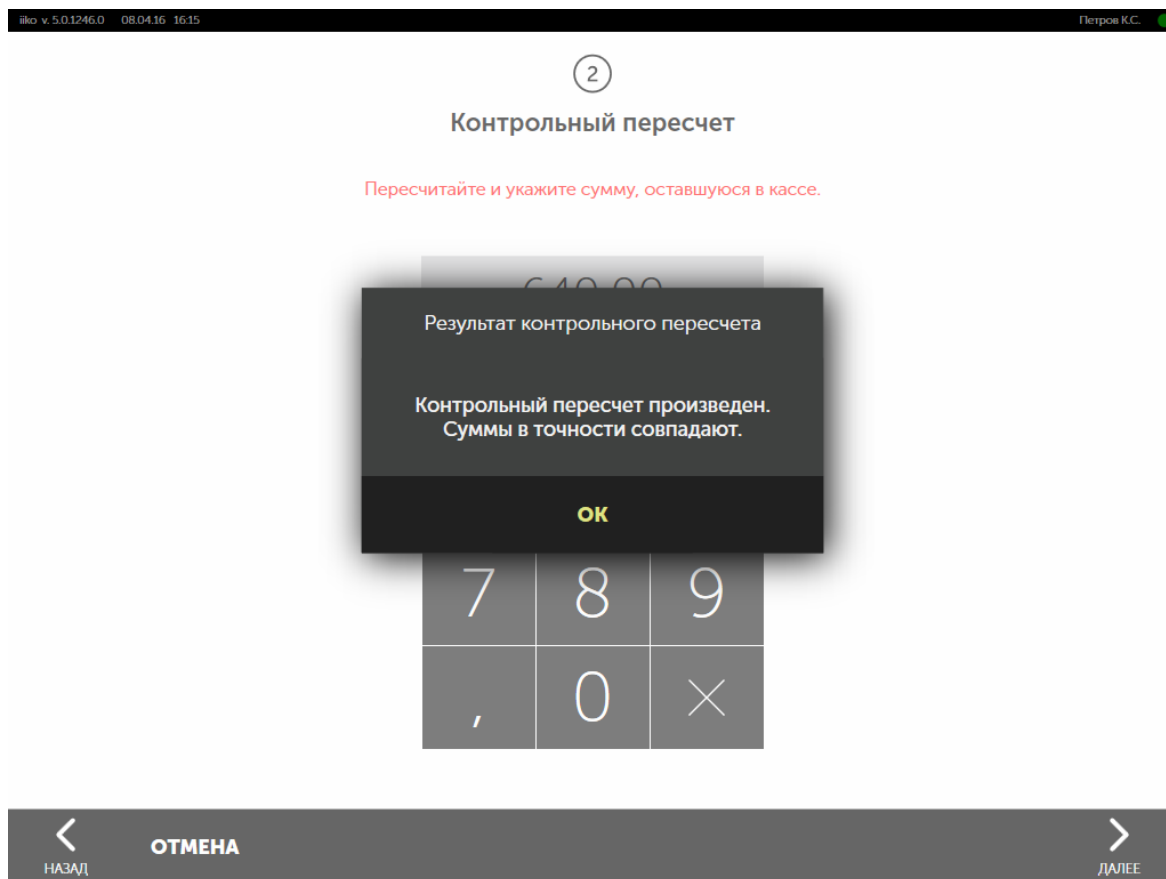 iiko v. 5.0.1246.0 08.04.16 16:15 Петров К.С.
2
Контрольный пересчет
Пересчитайте и укажите сумму, оставшуюся в кассе.
Результат контрольного пересчета
Контрольный пересчет произведен.
Суммы в точности совпадают.
ОК
7 8 9
, 0 ×
НАЗАД ОТМЕНА ДАЛЕЕ